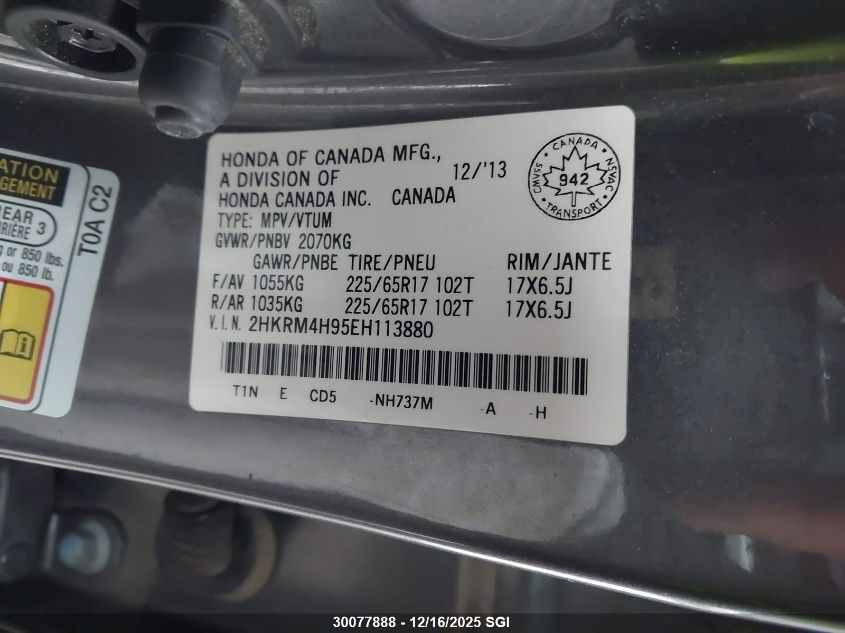 ATION
GEMENT
REAR 3
RRIÈRE
g or 850 lbs.
ou 850 lb.
T0A C2
HONDA OF CANADA MFG.,
A DIVISION OF
HONDA CANADA INC. CANADA
12/'13
CANADA
CMVSS NSVAC
942
TRANSPORT
TYPE: MPV/VTUM
GVWR/PNBV 2070KG
GAWR/PNBE TIRE/PNEU RIM/JANTE
F/AV 1055KG 225/65R17 102T 17X6.5J
R/AR 1035KG 225/65R17 102T 17X6.5J
V.I.N. 2HKRM4H95EH113880
T1N E CD5 -NH737M -A -H
30077888 - 12/16/2025 SGI